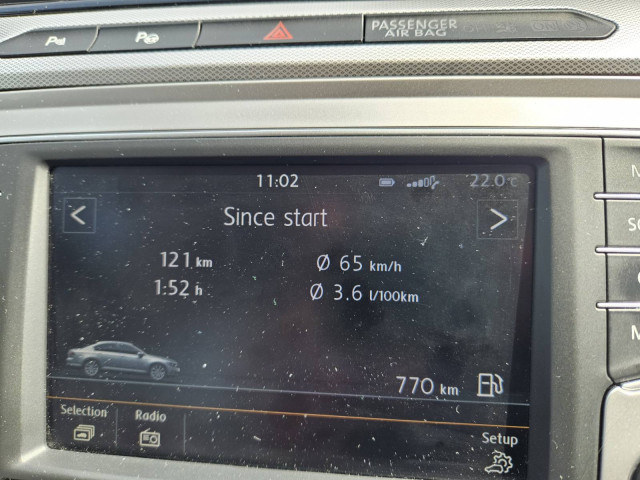 PASSENGER
AIR BAG
11:02 22.0°C
Since start
121 km Ø 65 km/h
1:52 h Ø 3.6 l/100km
770 km
Selection Radio
Setup